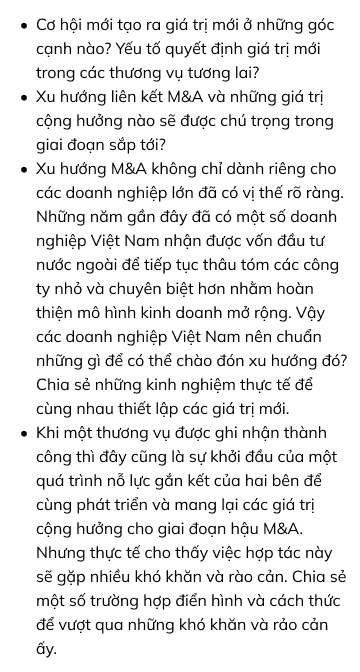 • Cơ hội mới tạo ra giá trị mới ở những góc
cạnh nào? Yếu tố quyết định giá trị mới
trong các thương vụ tương lai?
• Xu hướng liên kết M&A và những giá trị
cộng hưởng nào sẽ được chú trọng trong
giai đoạn sắp tới?
• Xu hướng M&A không chỉ dành riêng cho
các doanh nghiệp lớn đã có vị thế rõ ràng.
Những năm gần đây đã có một số doanh
nghiệp Việt Nam nhận được vốn đầu tư
nước ngoài để tiếp tục thâu tóm các công
ty nhỏ và chuyên biệt hơn nhằm hoàn
thiện mô hình kinh doanh mở rộng. Vậy
các doanh nghiệp Việt Nam nên chuẩn
những gì để có thể chào đón xu hướng đó?
Chia sẻ những kinh nghiệm thực tế để
cùng nhau thiết lập các giá trị mới.
• Khi một thương vụ được ghi nhận thành
công thì đây cũng là sự khởi đầu của một
quá trình nỗ lực gắn kết của hai bên để
cùng phát triển và mang lại các giá trị
cộng hưởng cho giai đoạn hậu M&A.
Nhưng thực tế cho thấy việc hợp tác này
sẽ gặp nhiều khó khăn và rào cản. Chia sẻ
một số trường hợp điển hình và cách thức
để vượt qua những khó khăn và rảo cản
ấy.